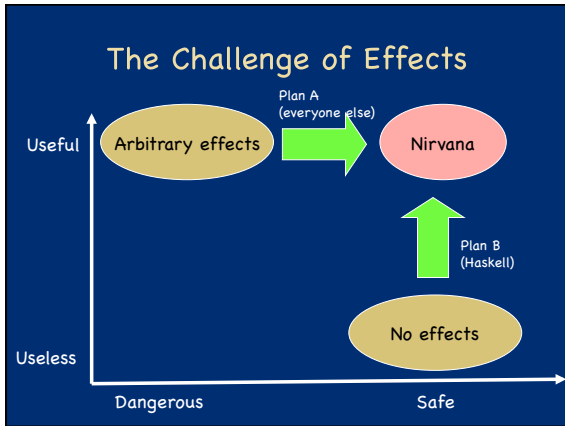 The Challenge of Effects
Plan A
(everyone else)
Useful
Arbitrary effects
Nirvana
Plan B
(Haskell)
No effects
Useless
Dangerous
Safe